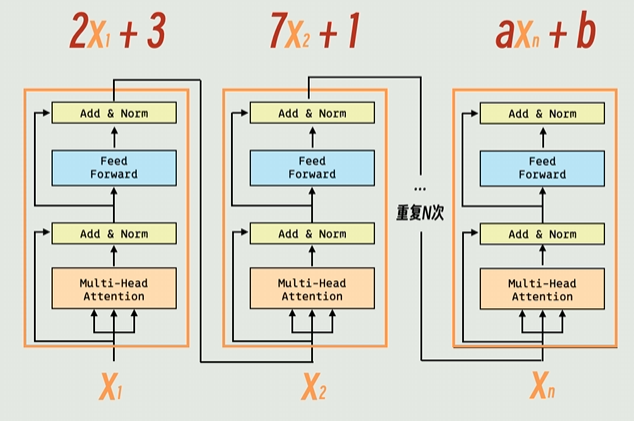 2x₁ + 3
7x₂ + 1
axₙ + b
Add & Norm
Feed
Forward
Add & Norm
Multi-Head
Attention
X₁
Add & Norm
Feed
Forward
Add & Norm
Multi-Head
Attention
X₂
...
重复N次
Add & Norm
Feed
Forward
Add & Norm
Multi-Head
Attention
Xₙ